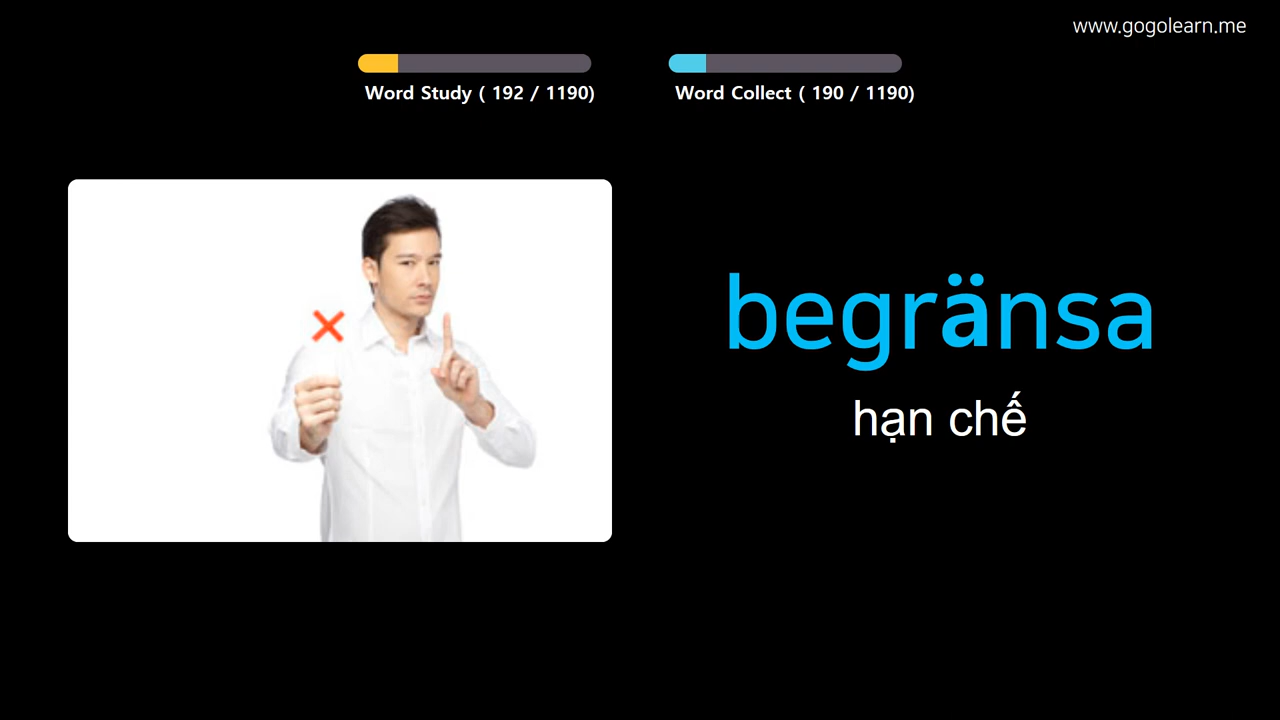 www.gogolearn.me
Word Study ( 192 / 1190)
Word Collect ( 190 / 1190)
begränsa
hạn chế